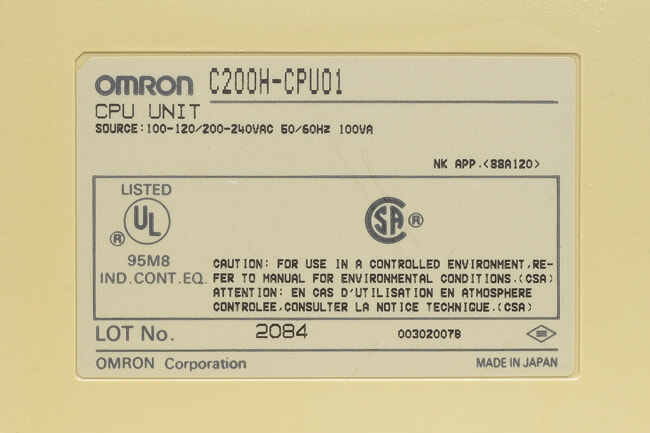 OMRON C200H-CPU01
CPU UNIT
SOURCE:100-120/200-240VAC 50/60Hz 100VA
NK APP.<88A120>
LISTED
UL ®
95M8
IND.CONT.EQ.
SA ®
CAUTION: FOR USE IN A CONTROLLED ENVIRONMENT,RE-
FER TO MANUAL FOR ENVIRONMENTAL CONDITIONS.(CSA)
ATTENTION: EN CAS D'UTILISATION EN ATMOSPHERE
CONTROLEE,CONSULTER LA NOTICE TECHNIQUE.(CSA)
LOT No. 2084 00302007B
OMRON Corporation MADE IN JAPAN